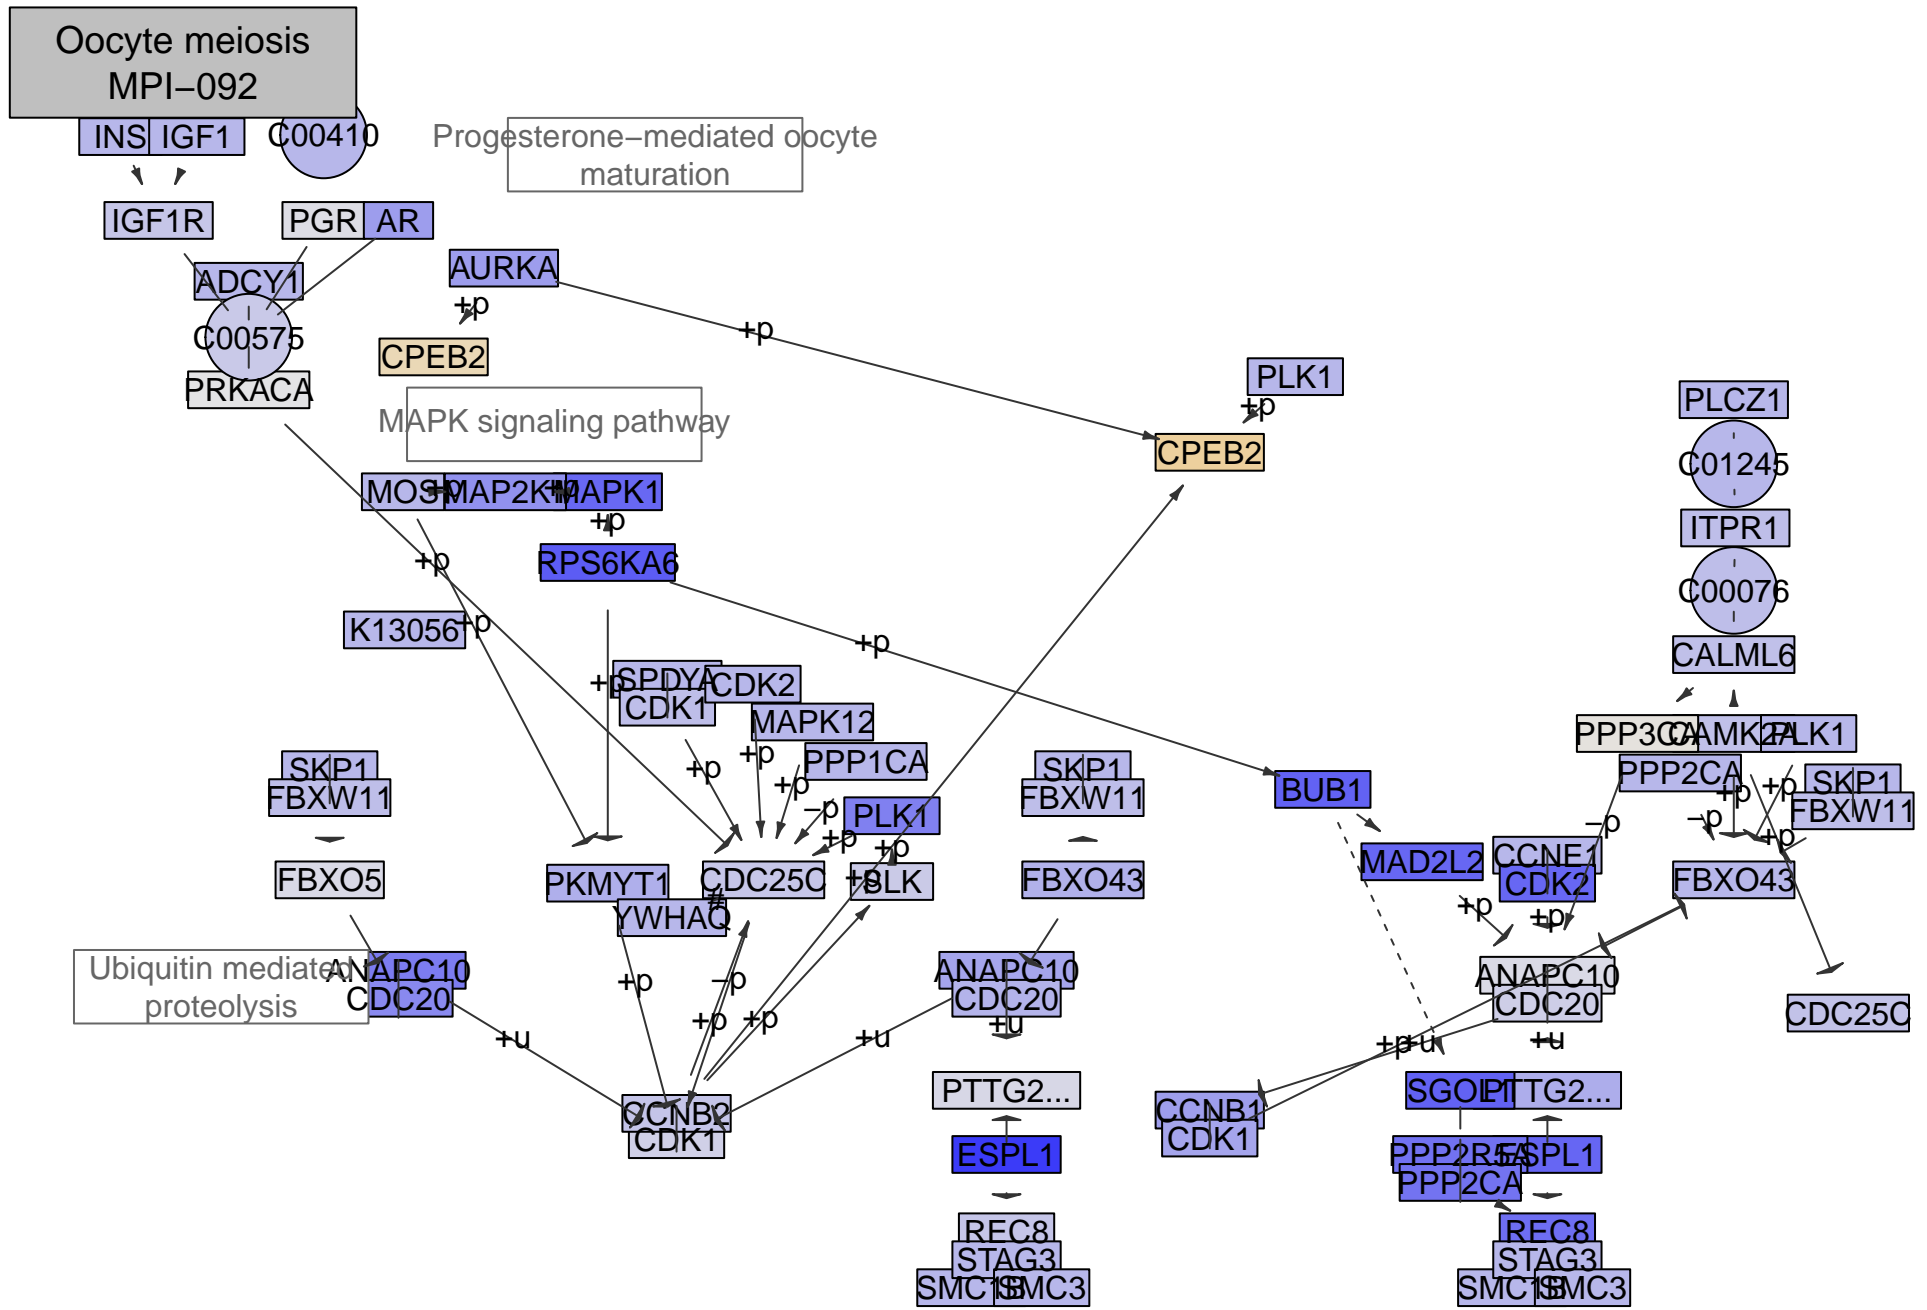 Oocyte meiosis
MPI−092
INS
IGF1
C00410
Progesterone−mediated oocyte
maturation
IGF1R
PGR
AR
ADCY1
AURKA
+p
C00575
+p
CPEB2
PRKACA
PLK1
+p
PLCZ1
MAPK signaling pathway
CPEB2
C01245
MOS
+p
MAP2K1
+p
MAPK1
+p
ITPR1
+p
RPS6KA6
C00076
K13056
+p
+p
CALML6
+p
SPDYA
CDK1
CDK2
MAPK12
PPP1CA
PPP3CA
CAMK2A
PLK1
SKP1
FBXW11
+p
+p
+p
−p
+p
PLK1
+p
SKP1
FBXW11
BUB1
PPP2CA
+p
+p
SKP1
FBXW11
−p
−p
+p
MAD2L2
CCNE1
CDK2
FBXO5
PKMYT1
CDC25C
#
+p
SLK
FBXO43
FBXO43
YWHAQ
+p
+p
Ubiquitin mediated
proteolysis
ANAPC10
CDC20
+p
−p
ANAPC10
CDC20
ANAPC10
CDC20
CDC25C
+u
+p
+p
+u
+u
+p
+u
+u
CCNB2
CDK1
PTTG2...
CCNB1
CDK1
SGOL1
PTTG2...
ESPL1
PPP2R5A
PPP2CA
ESPL1
REC8
STAG3
SMC1B
SMC3
REC8
STAG3
SMC1B
SMC3